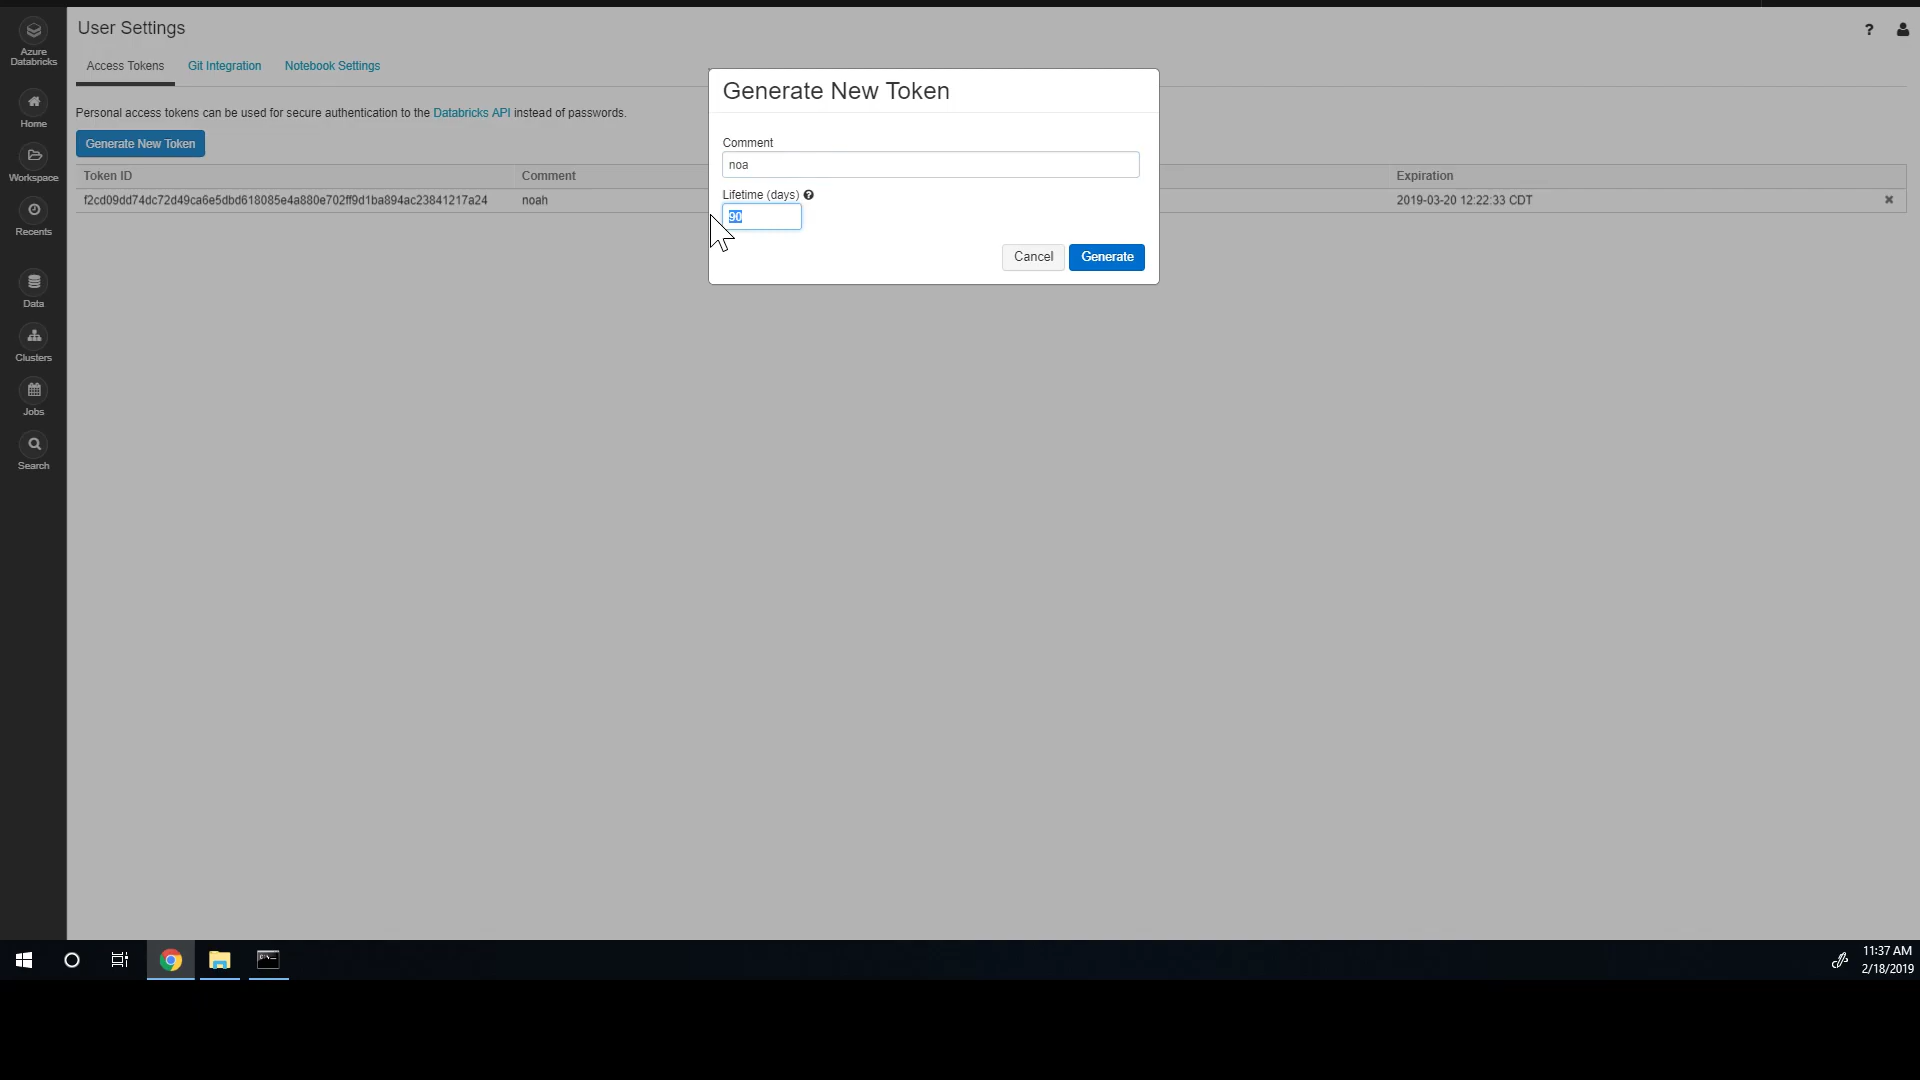 User Settings
?
Azure
Databricks
Access Tokens
Git Integration
Notebook Settings
Generate New Token
Home
Personal access tokens can be used for secure authentication to the Databricks API instead of passwords.
Comment
Generate New Token
noa
Workspace
Token ID
Comment
Expiration
Lifetime (days)
f2cd09dd74dc72d49ca6e5dbd618085e4a880e702ff9d1ba894ac23841217a24
noah
2019-03-20 12:22:33 CDT
90
Recents
Cancel
Generate
Data
Clusters
Jobs
Search
11:37 AM
2/18/2019